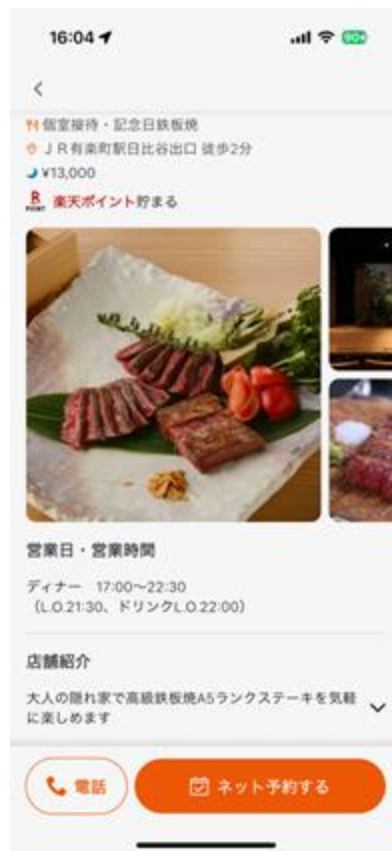 16:04
90+
個室接待・記念日鉄板焼
ＪＲ有楽町駅日比谷出口 徒歩2分
¥13,000
R POINT 楽天ポイント貯まる
営業日・営業時間
ディナー　17:00～22:30
（L.O.21:30、ドリンクL.O.22:00）
店舗紹介
大人の隠れ家で高級鉄板焼A5ランクステーキを気軽
に楽しめます
電話
ネット予約する